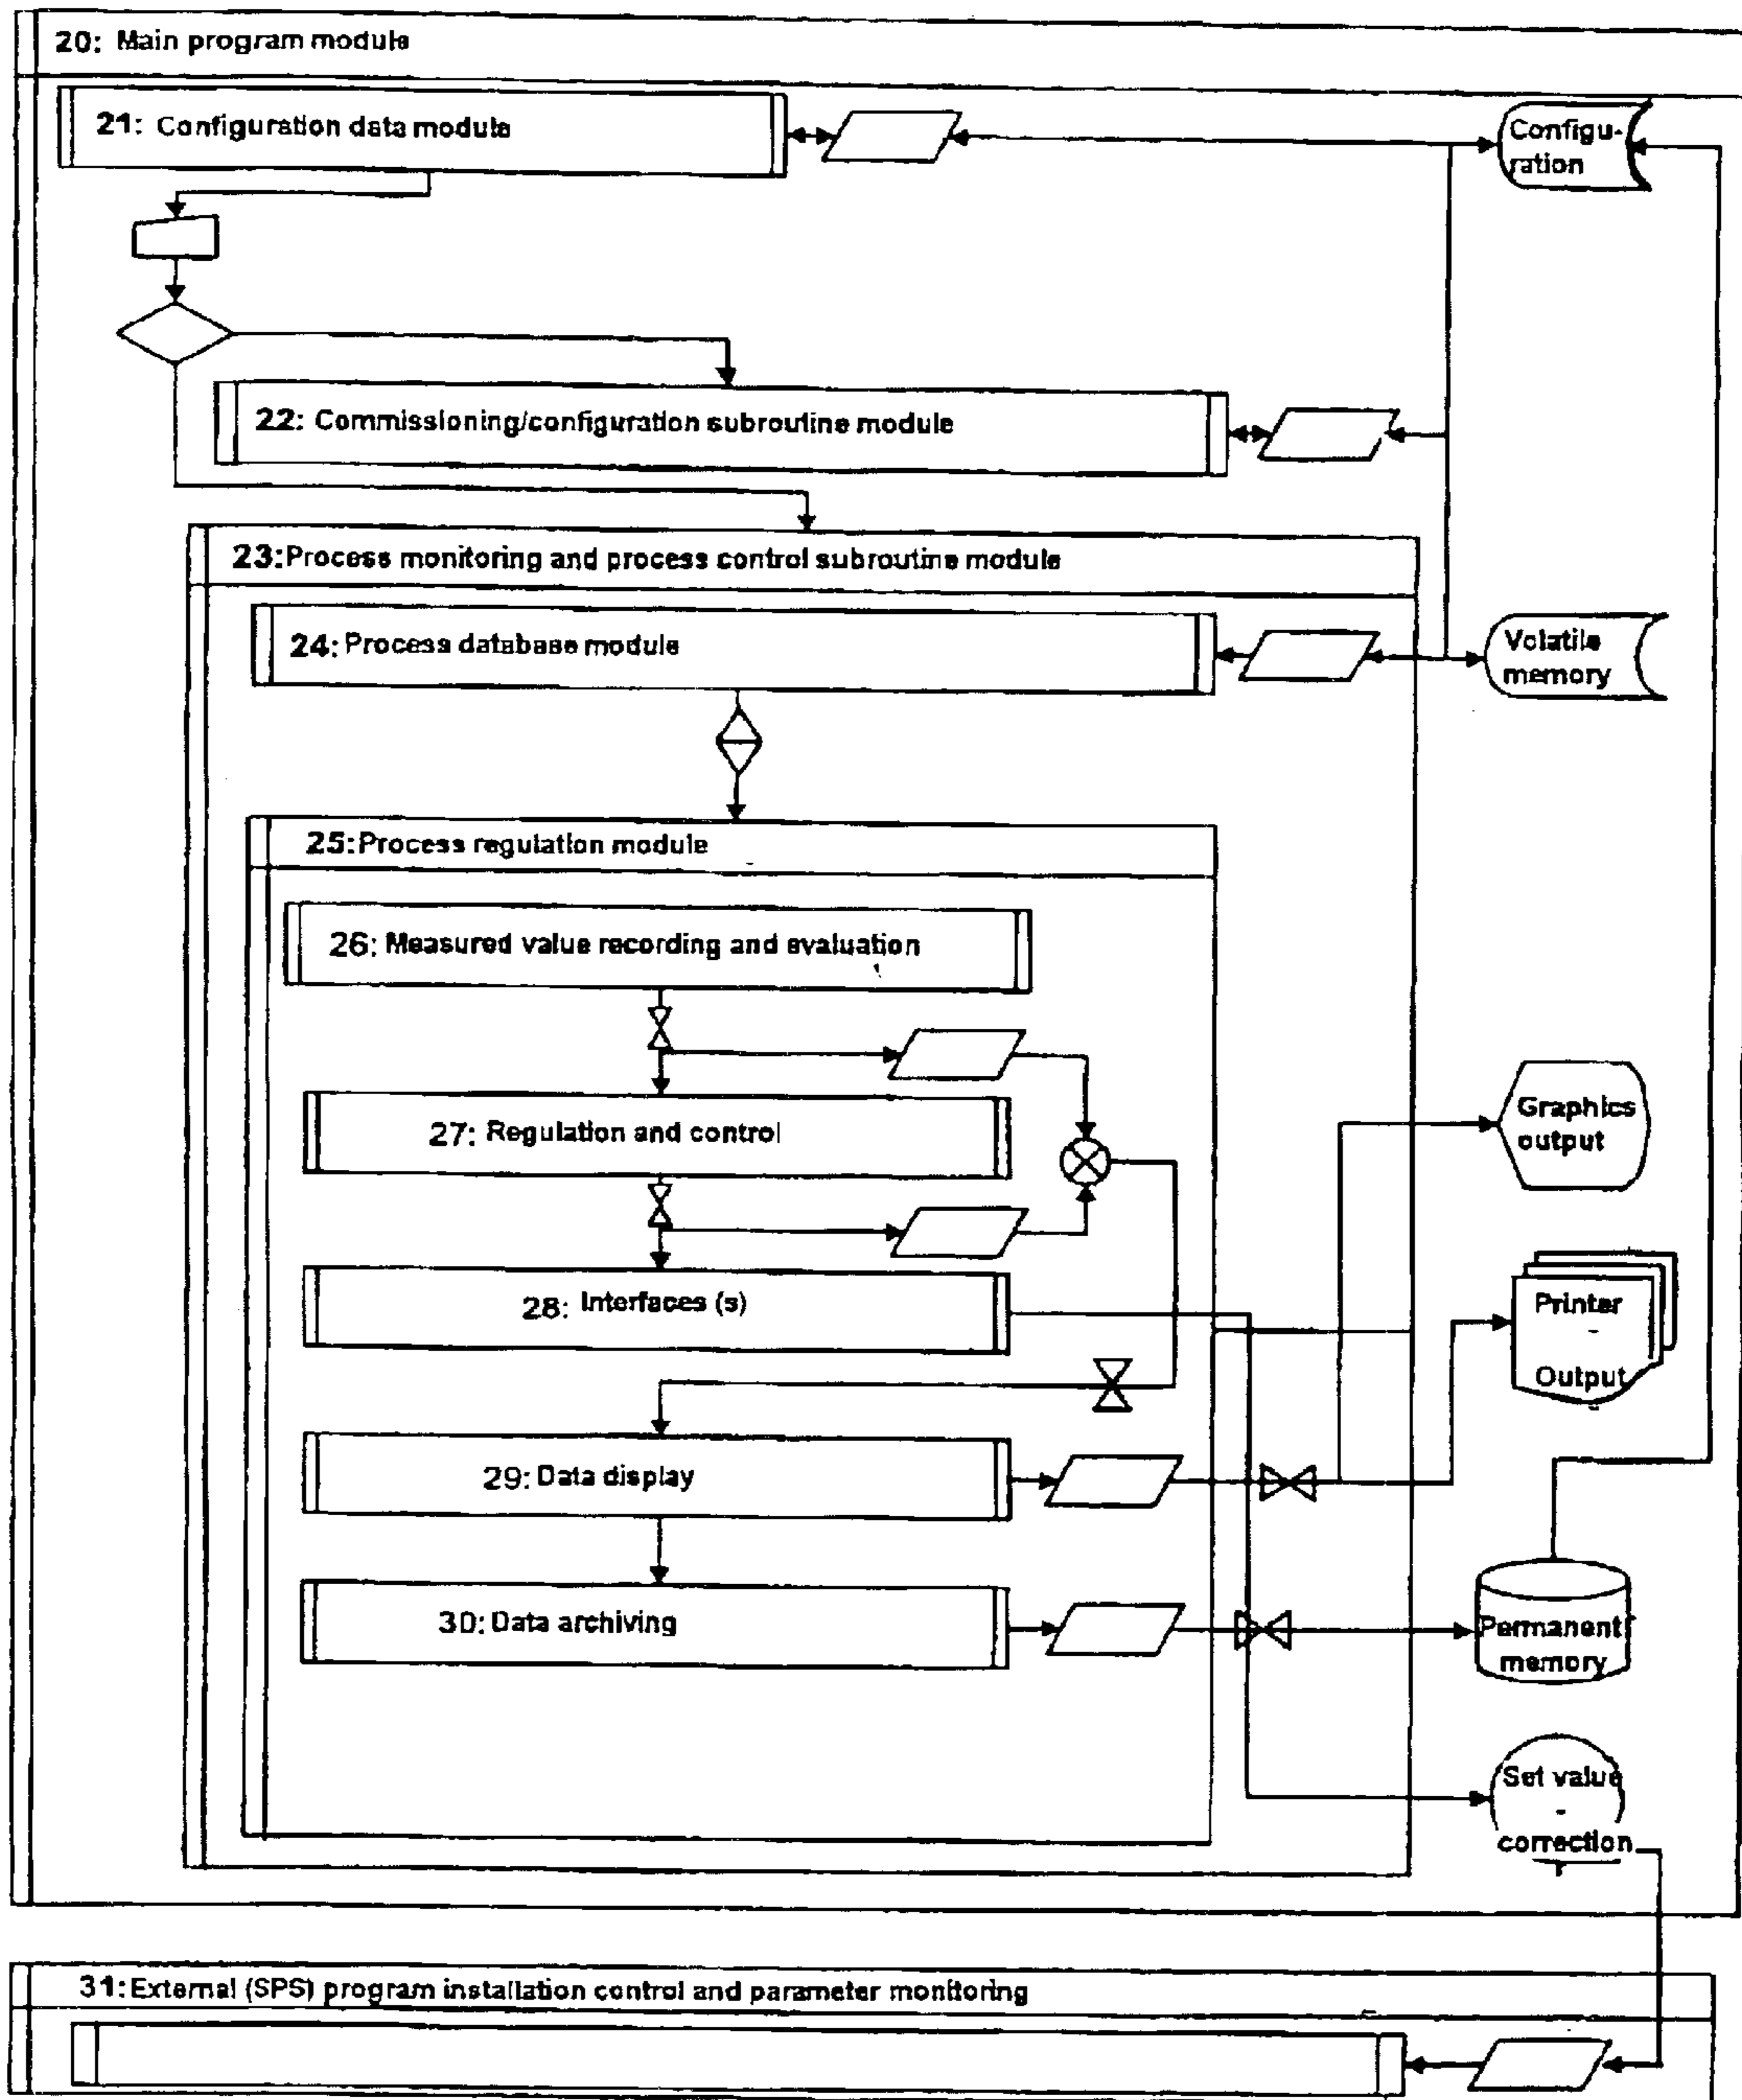 20: Main program module
21: Configuration data module
Configu-
ration
22: Commissioning/configuration subroutine module
23: Process monitoring and process control subroutine module
24: Process database module
Volatile
memory
25: Process regulation module
26: Measured value recording and evaluation
27: Regulation and control
Graphics
output
28: Interfaces (s)
Printer
Output
29: Data display
30: Data archiving
Permanent
memory
Set value
-
correction
31: External (SPS) program installation control and parameter monitoring